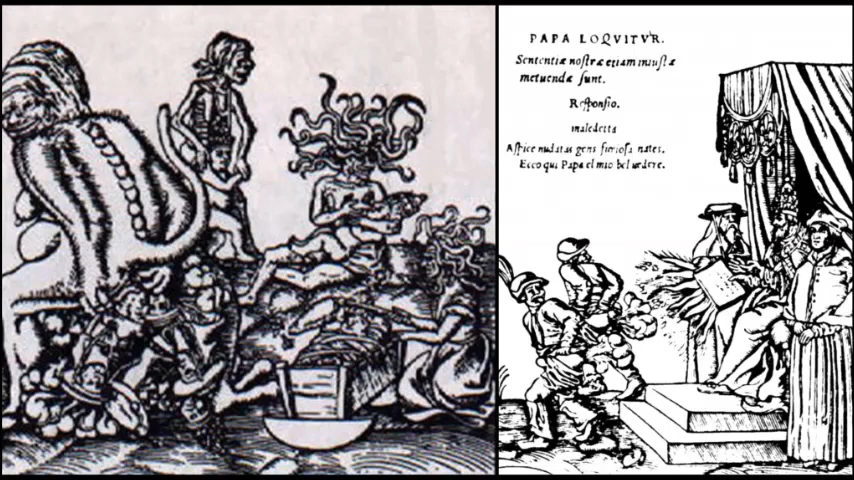 PAPA LOQVITVR.
Sententiæ noſtræ etiam iniuſtæ
metuendæ ſunt.
Reſponſio.
maledetta
Aſpice nudatas gens furioſa nates.
Ecco qui Papa el mio bel uedere.